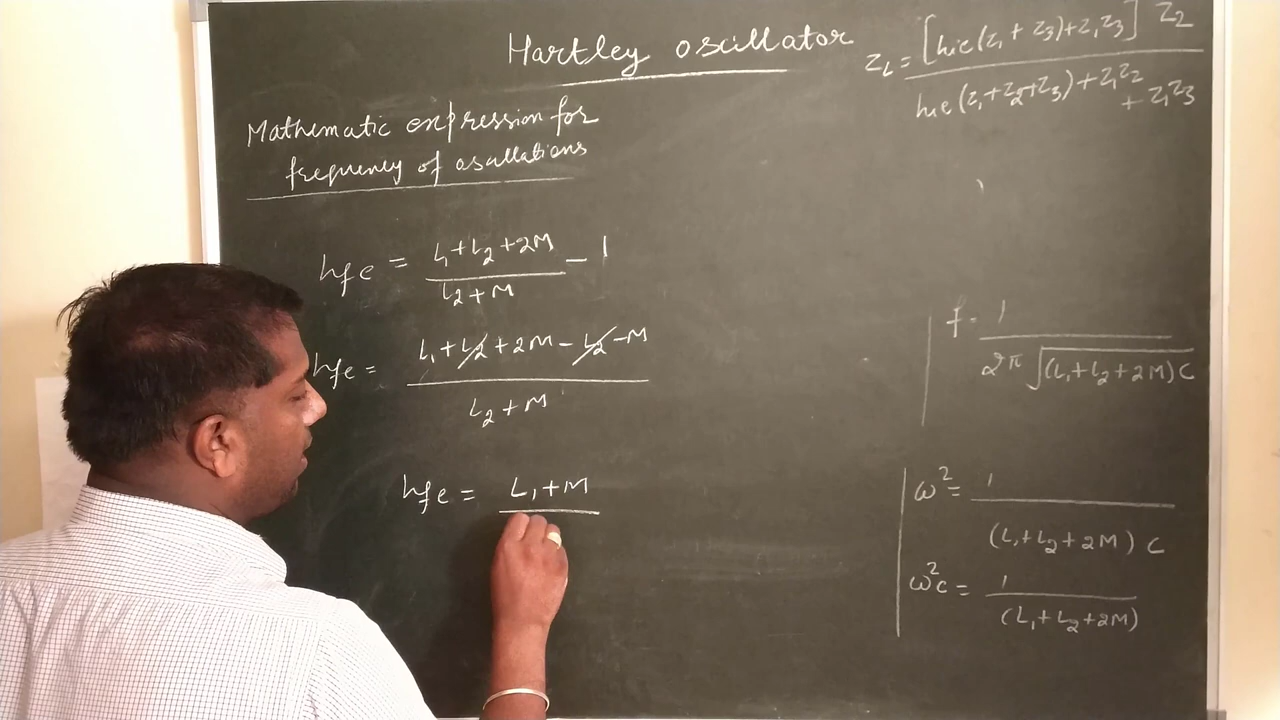 Hartley oscillator
Z_L = [hie(Z1 + Z3) + Z1Z3] Z2 / hie(Z1+Z2+Z3) + Z1Z2 + Z1Z3
Mathematic expression for
frequency of oscillations
hfe = L1+L2+2M / L2+M - 1
hfe = L1+L2+2M-L2-M / L2+M
hfe = L1+M
f = 1 / 2π √(L1+L2+2M)C
ω² = 1 / (L1+L2+2M) C
ω²C = 1 / (L1+L2+2M)